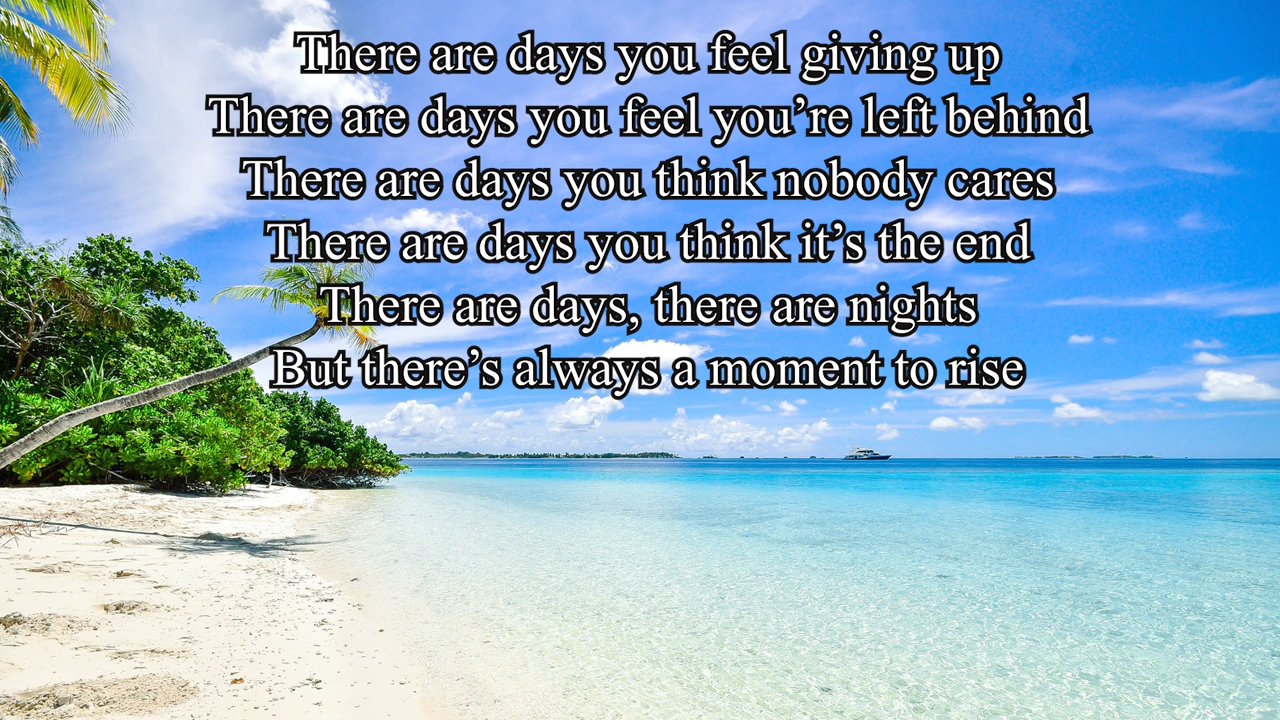 There are days you feel giving up
There are days you feel you’re left behind
There are days you think nobody cares
There are days you think it’s the end
There are days, there are nights
But there’s always a moment to rise